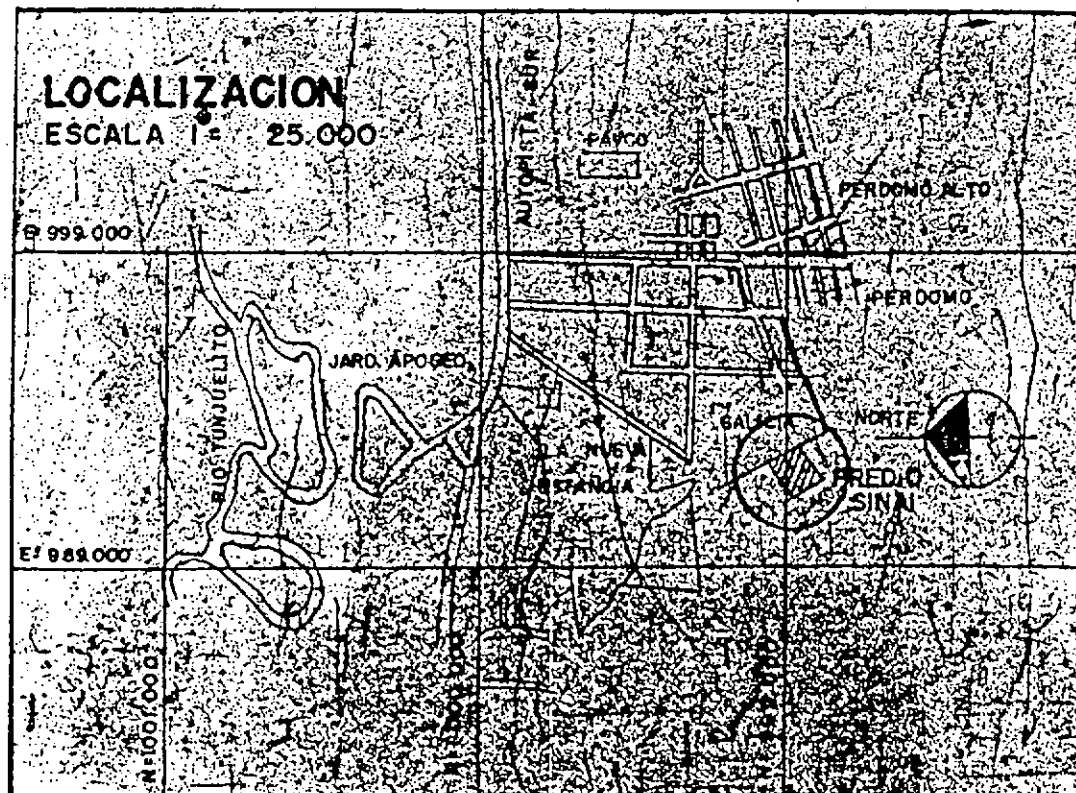 LOCALIZACION
ESCALA 1 = 25.000
AUTOPISTA SUR
PAVCO
PERDOMO ALTO
E= 999.000
PERDOMO
RIO TUNJUELITO
JARD. APOGEO
GALICIA
NORTE
LA NUEVA
ESTANCIA
PREDIO
SINAI
E= 989.000